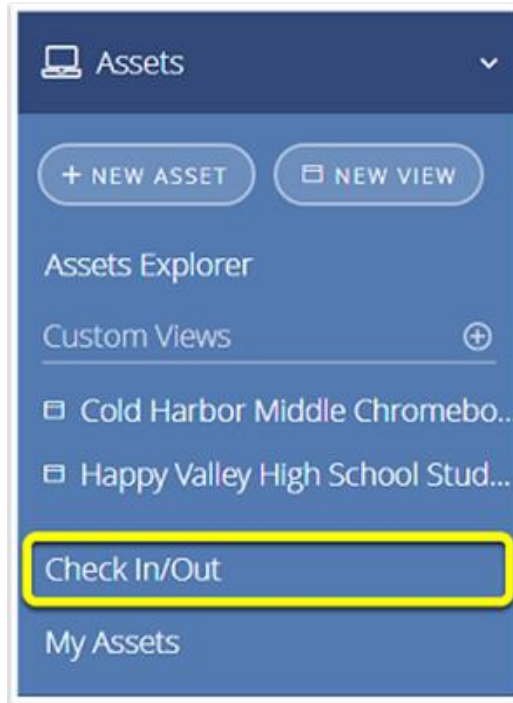 Assets
+ NEW ASSET NEW VIEW
Assets Explorer
Custom Views
Cold Harbor Middle Chromebo...
Happy Valley High School Stud...
Check In/Out
My Assets